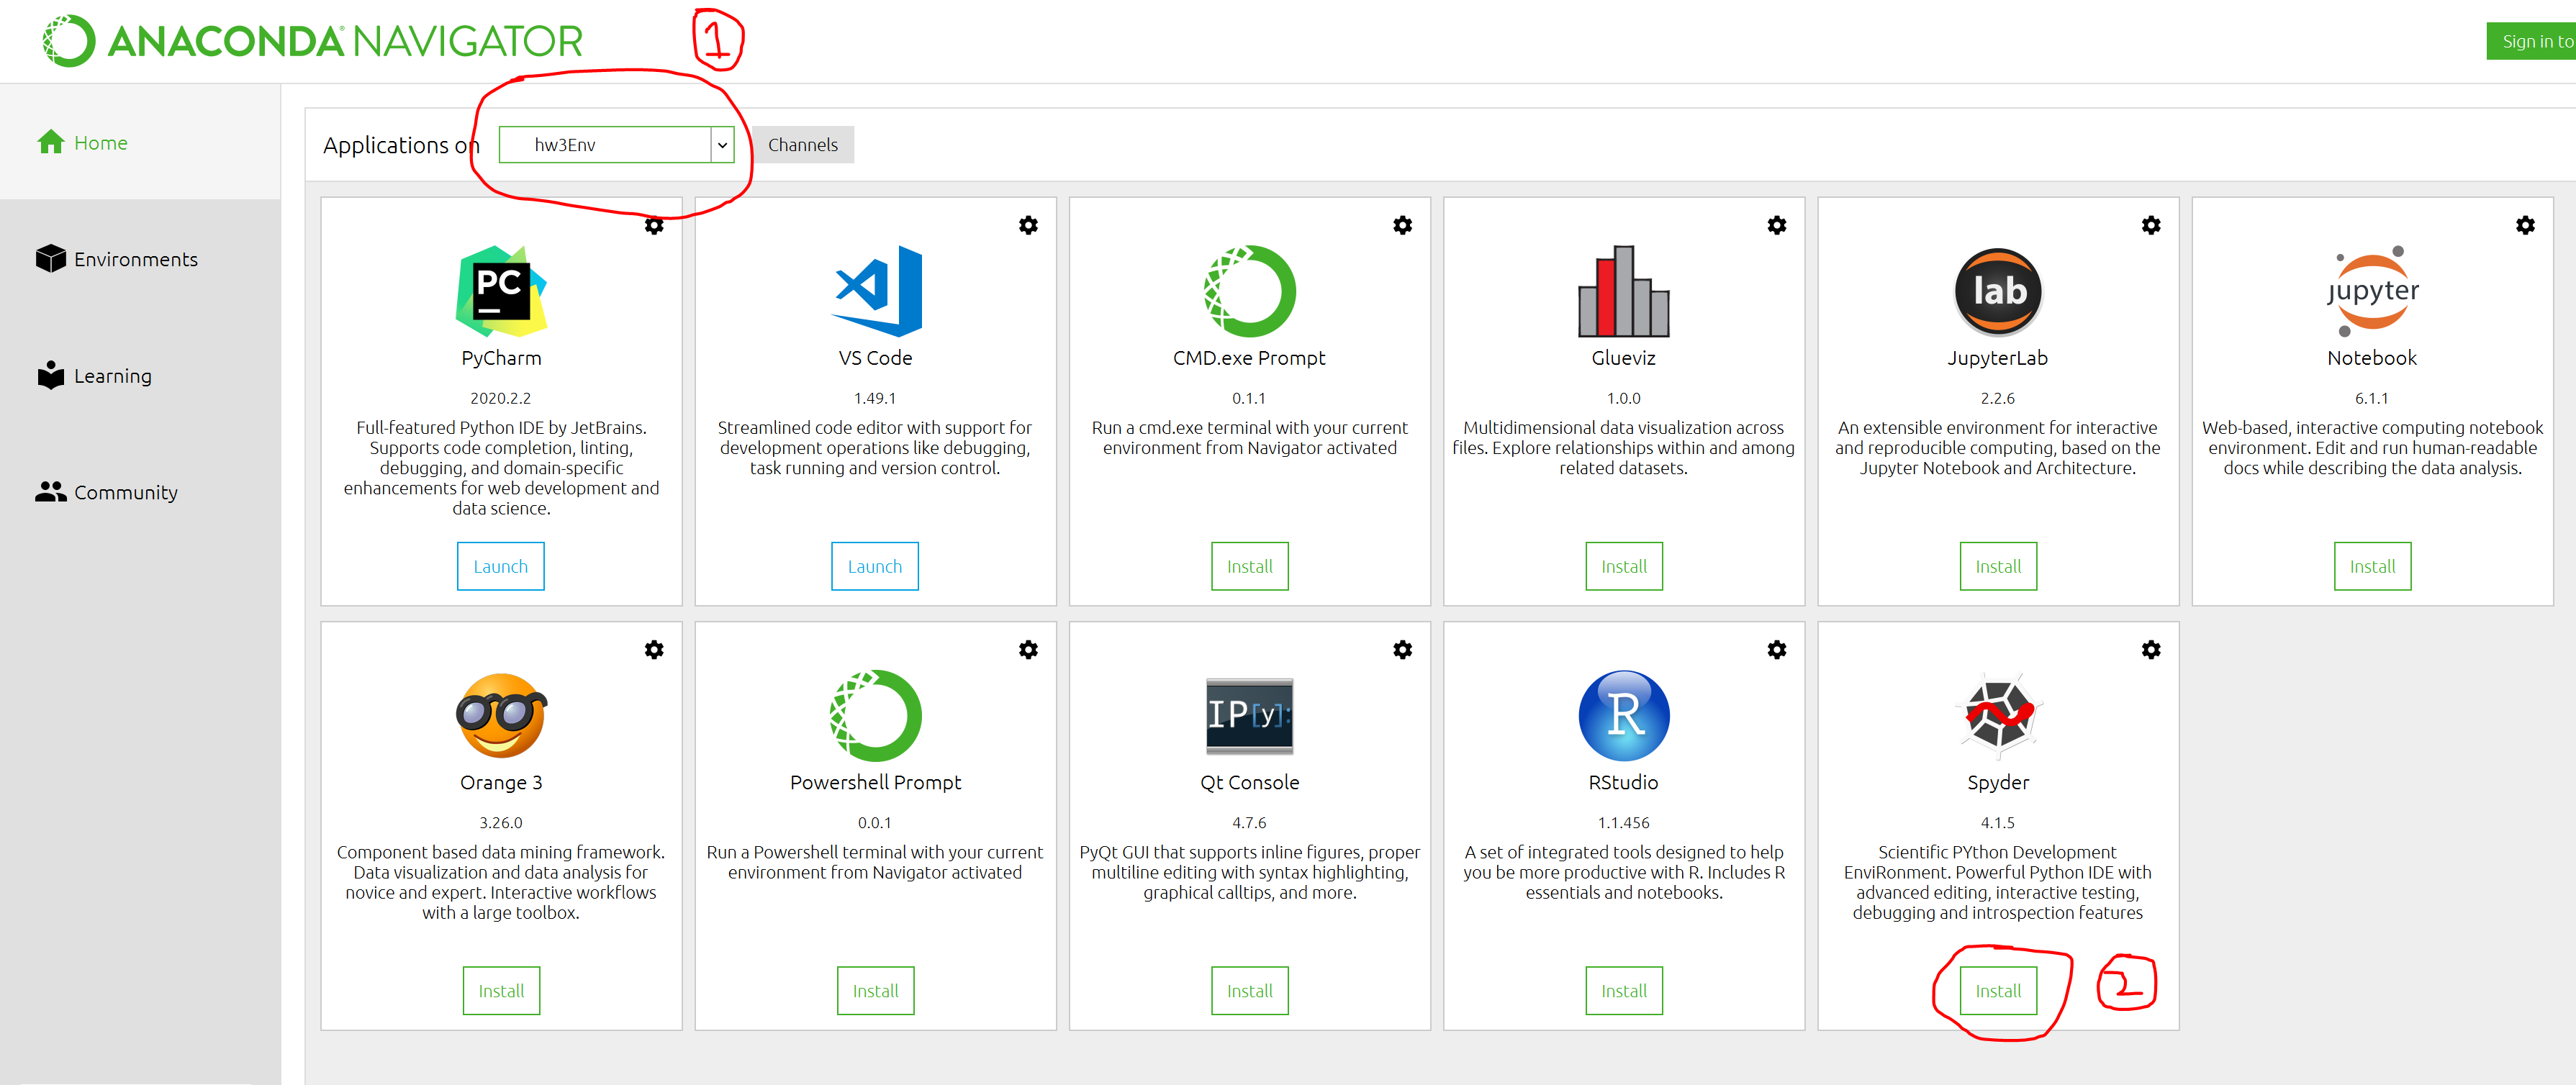 ANACONDA NAVIGATOR
1
Sign in to
Home
Applications on
hw3Env
Channels
Environments
Learning
Community
PC
PyCharm
2020.2.2
Full-featured Python IDE by JetBrains.
Supports code completion, linting,
debugging, and domain-specific
enhancements for web development and
data science.
Launch
VS Code
1.49.1
Streamlined code editor with support for
development operations like debugging,
task running and version control.
Launch
CMD.exe Prompt
0.1.1
Run a cmd.exe terminal with your current
environment from Navigator activated
Install
Glueviz
1.0.0
Multidimensional data visualization across
files. Explore relationships within and among
related datasets.
Install
lab
JupyterLab
2.2.6
An extensible environment for interactive
and reproducible computing, based on the
Jupyter Notebook and Architecture.
Install
jupyter
Notebook
6.1.1
Web-based, interactive computing notebook
environment. Edit and run human-readable
docs while describing the data analysis.
Install
Orange 3
3.26.0
Component based data mining framework.
Data visualization and data analysis for
novice and expert. Interactive workflows
with a large toolbox.
Install
Powershell Prompt
0.0.1
Run a Powershell terminal with your current
environment from Navigator activated
Install
IP[y]:
Qt Console
4.7.6
PyQt GUI that supports inline figures, proper
multiline editing with syntax highlighting,
graphical calltips, and more.
Install
R
RStudio
1.1.456
A set of integrated tools designed to help
you be more productive with R. Includes R
essentials and notebooks.
Install
Spyder
4.1.5
Scientific PYthon Development
EnviRonment. Powerful Python IDE with
advanced editing, interactive testing,
debugging and introspection features
Install
2